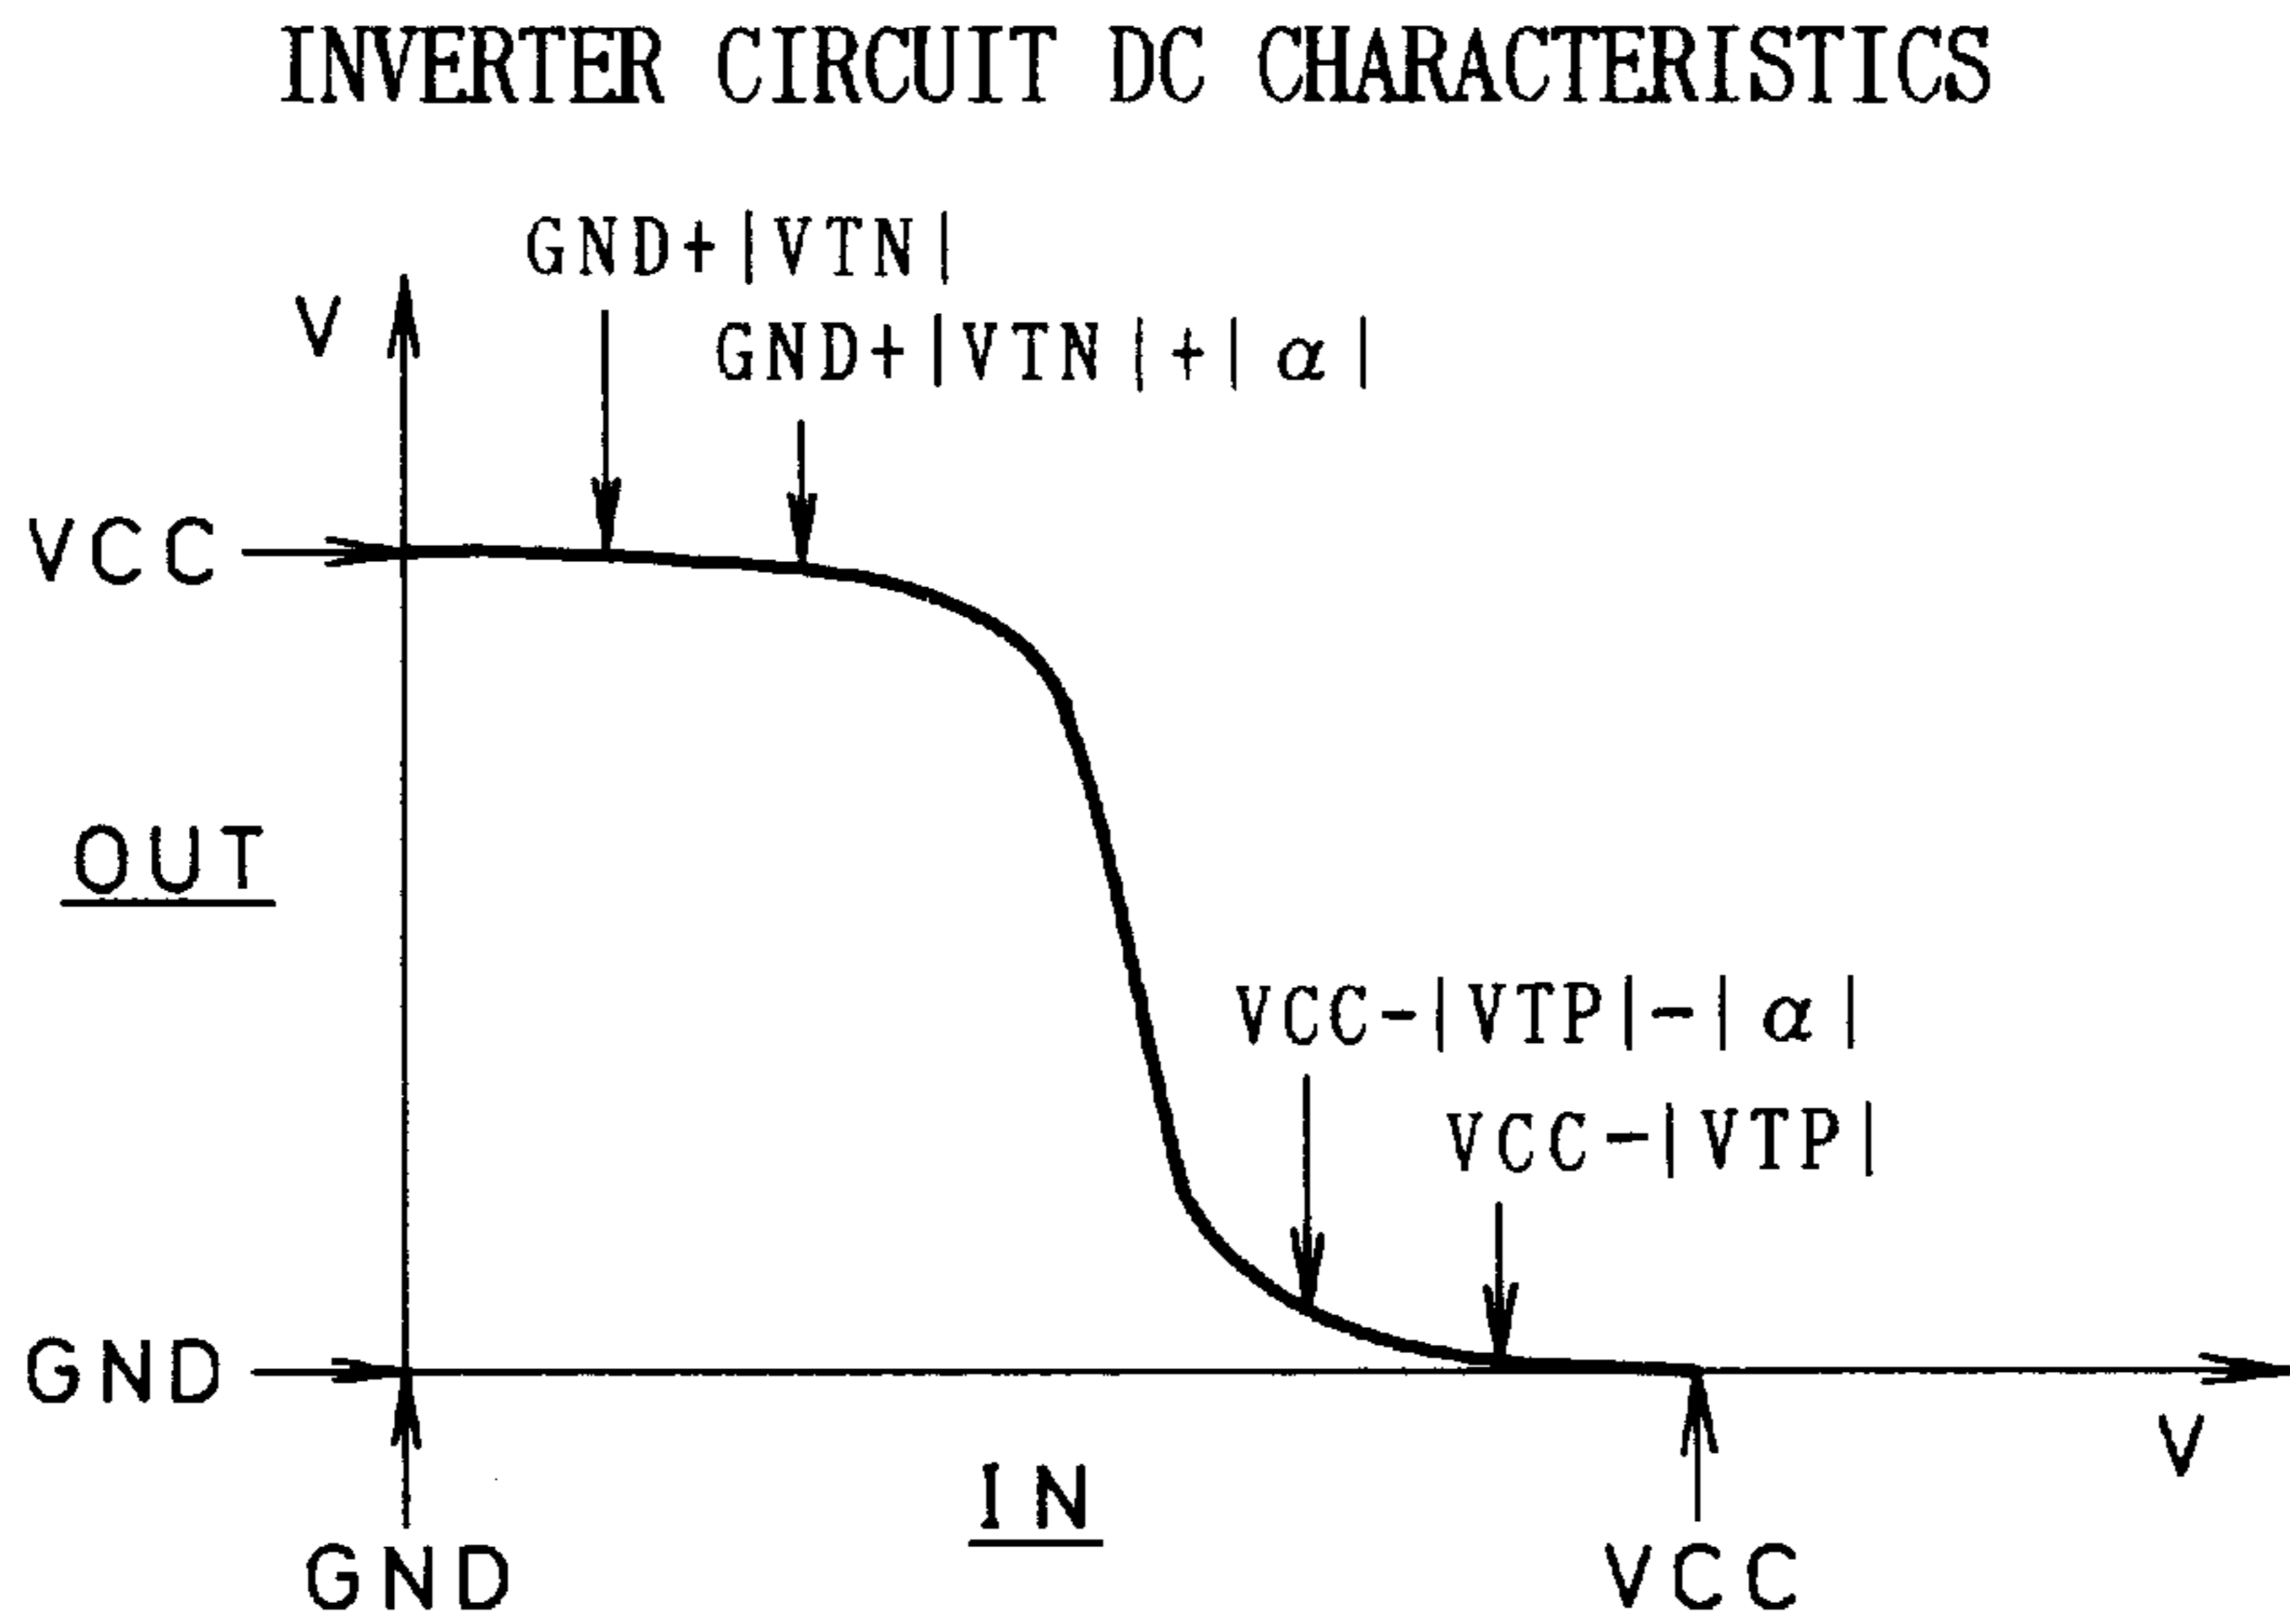 INVERTER CIRCUIT DC CHARACTERISTICS
GND+|VTN|
V
GND+|VTN|+|α|
VCC
OUT
VCC-|VTP|-|α|
VCC-|VTP|
GND
V
IN
GND
VCC